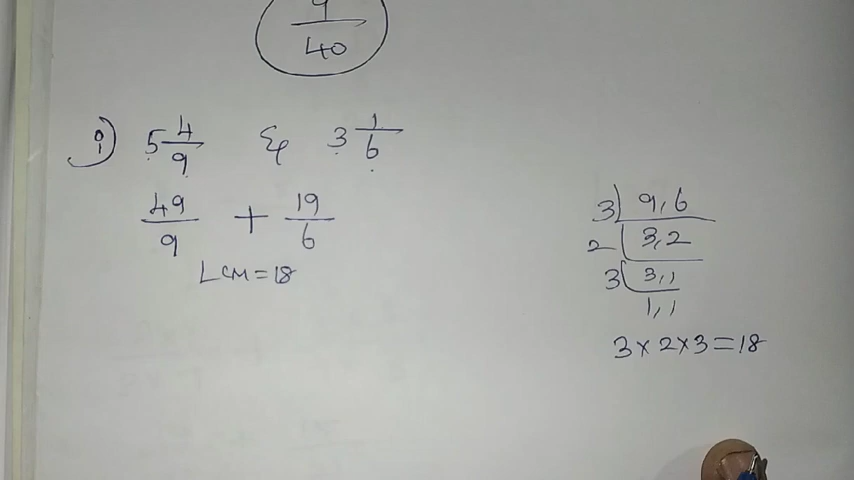 9/40
i) 5 4/9 & 3 1/6
49/9 + 19/6
LCM = 18
3) 9, 6
2 3, 2
3 3, 1
1, 1
3 × 2 × 3 = 18